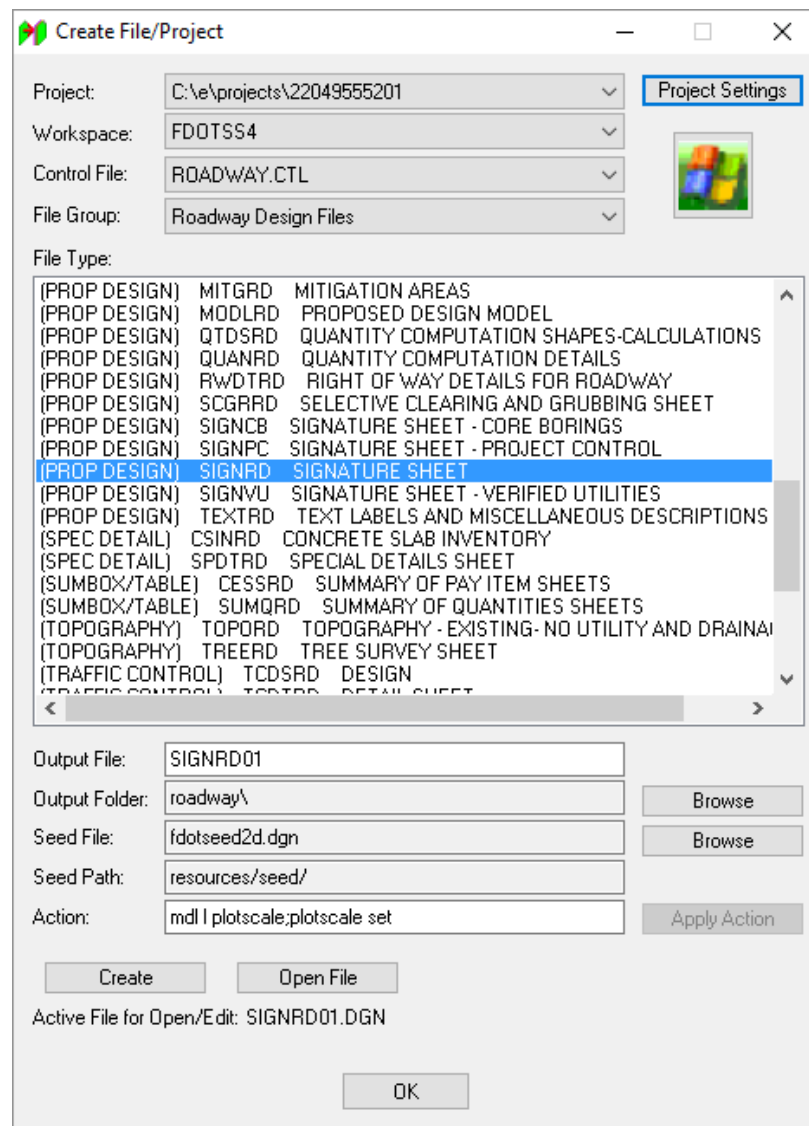 Create File/Project
Project: C:\e\projects\22049555201 Project Settings
Workspace: FDOTSS4
Control File: ROADWAY.CTL
File Group: Roadway Design Files
File Type:
(PROP DESIGN) MITGRD MITIGATION AREAS
(PROP DESIGN) MODLRD PROPOSED DESIGN MODEL
(PROP DESIGN) QTDSRD QUANTITY COMPUTATION SHAPES-CALCULATIONS
(PROP DESIGN) QUANRD QUANTITY COMPUTATION DETAILS
(PROP DESIGN) RWDTRD RIGHT OF WAY DETAILS FOR ROADWAY
(PROP DESIGN) SCGRRD SELECTIVE CLEARING AND GRUBBING SHEET
(PROP DESIGN) SIGNCB SIGNATURE SHEET - CORE BORINGS
(PROP DESIGN) SIGNPC SIGNATURE SHEET - PROJECT CONTROL
(PROP DESIGN) SIGNRD SIGNATURE SHEET
(PROP DESIGN) SIGNVU SIGNATURE SHEET - VERIFIED UTILITIES
(PROP DESIGN) TEXTRD TEXT LABELS AND MISCELLANEOUS DESCRIPTIONS
(SPEC DETAIL) CSINRD CONCRETE SLAB INVENTORY
(SPEC DETAIL) SPDTRD SPECIAL DETAILS SHEET
(SUMBOX/TABLE) CESSRD SUMMARY OF PAY ITEM SHEETS
(SUMBOX/TABLE) SUMQRD SUMMARY OF QUANTITIES SHEETS
(TOPOGRAPHY) TOPORD TOPOGRAPHY - EXISTING- NO UTILITY AND DRAINA
(TOPOGRAPHY) TREERD TREE SURVEY SHEET
(TRAFFIC CONTROL) TCDSRD DESIGN
(TRAFFIC CONTROL) TCDTRD DETAIL SHEET
Output File: SIGNRD01
Output Folder: roadway\ Browse
Seed File: fdotseed2d.dgn Browse
Seed Path: resources/seed/
Action: mdl l plotscale;plotscale set Apply Action
Create Open File
Active File for Open/Edit: SIGNRD01.DGN
OK